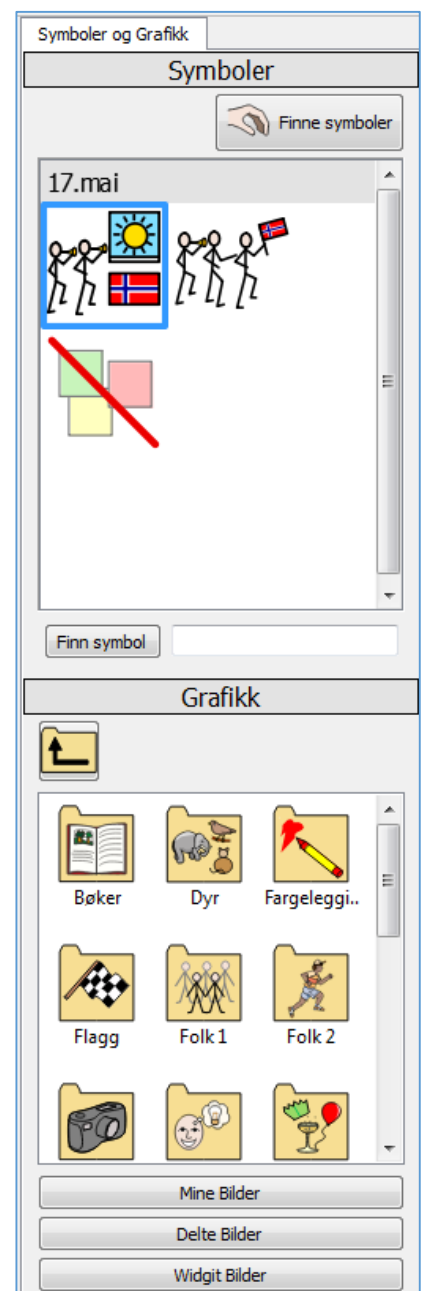 Symboler og Grafikk
Symboler
Finne symboler
17.mai
Finn symbol
Grafikk
Bøker Dyr Fargeleggi..
Flagg Folk 1 Folk 2
Mine Bilder
Delte Bilder
Widgit Bilder